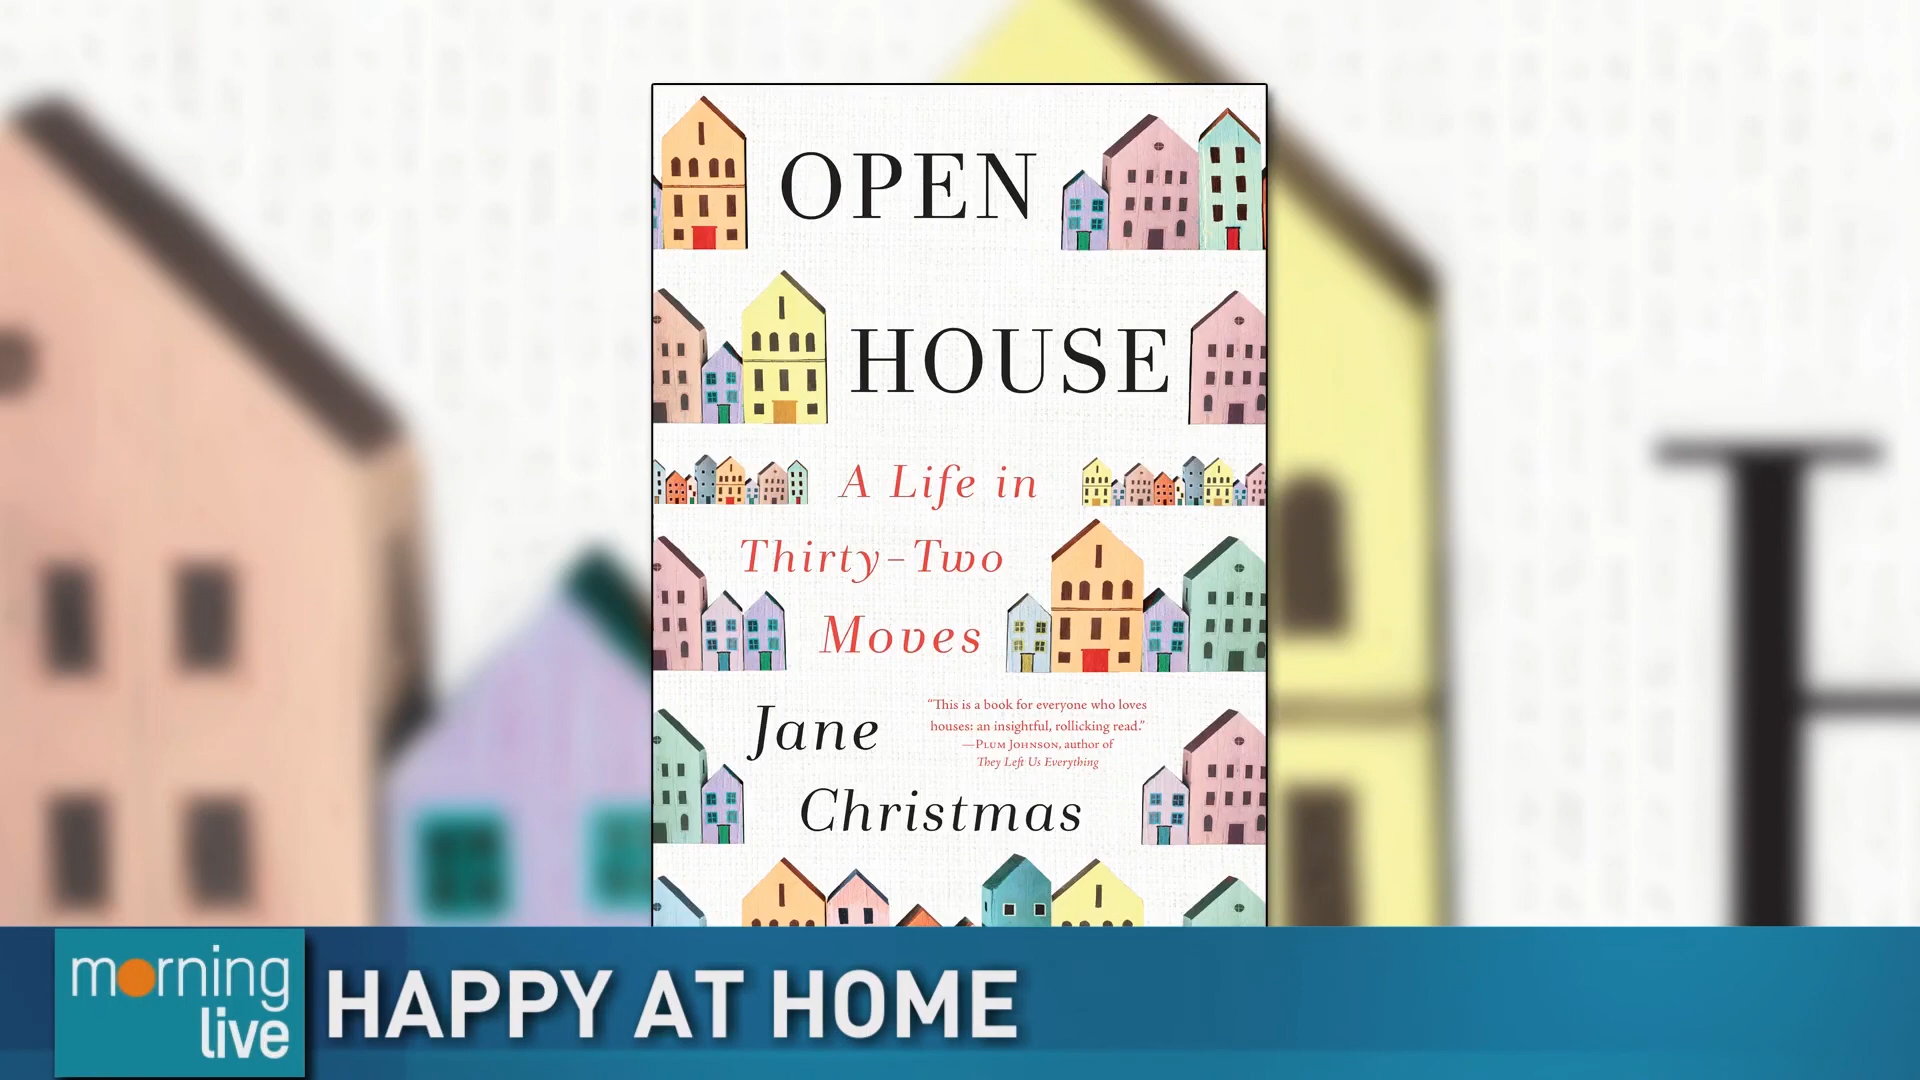 OPEN
HOUSE
A Life in
Thirty-Two
Moves
Jane
Christmas
“This is a book for everyone who loves
houses: an insightful, rollicking read.”
—PLUM JOHNSON, author of
They Left Us Everything
morning
live
HAPPY AT HOME